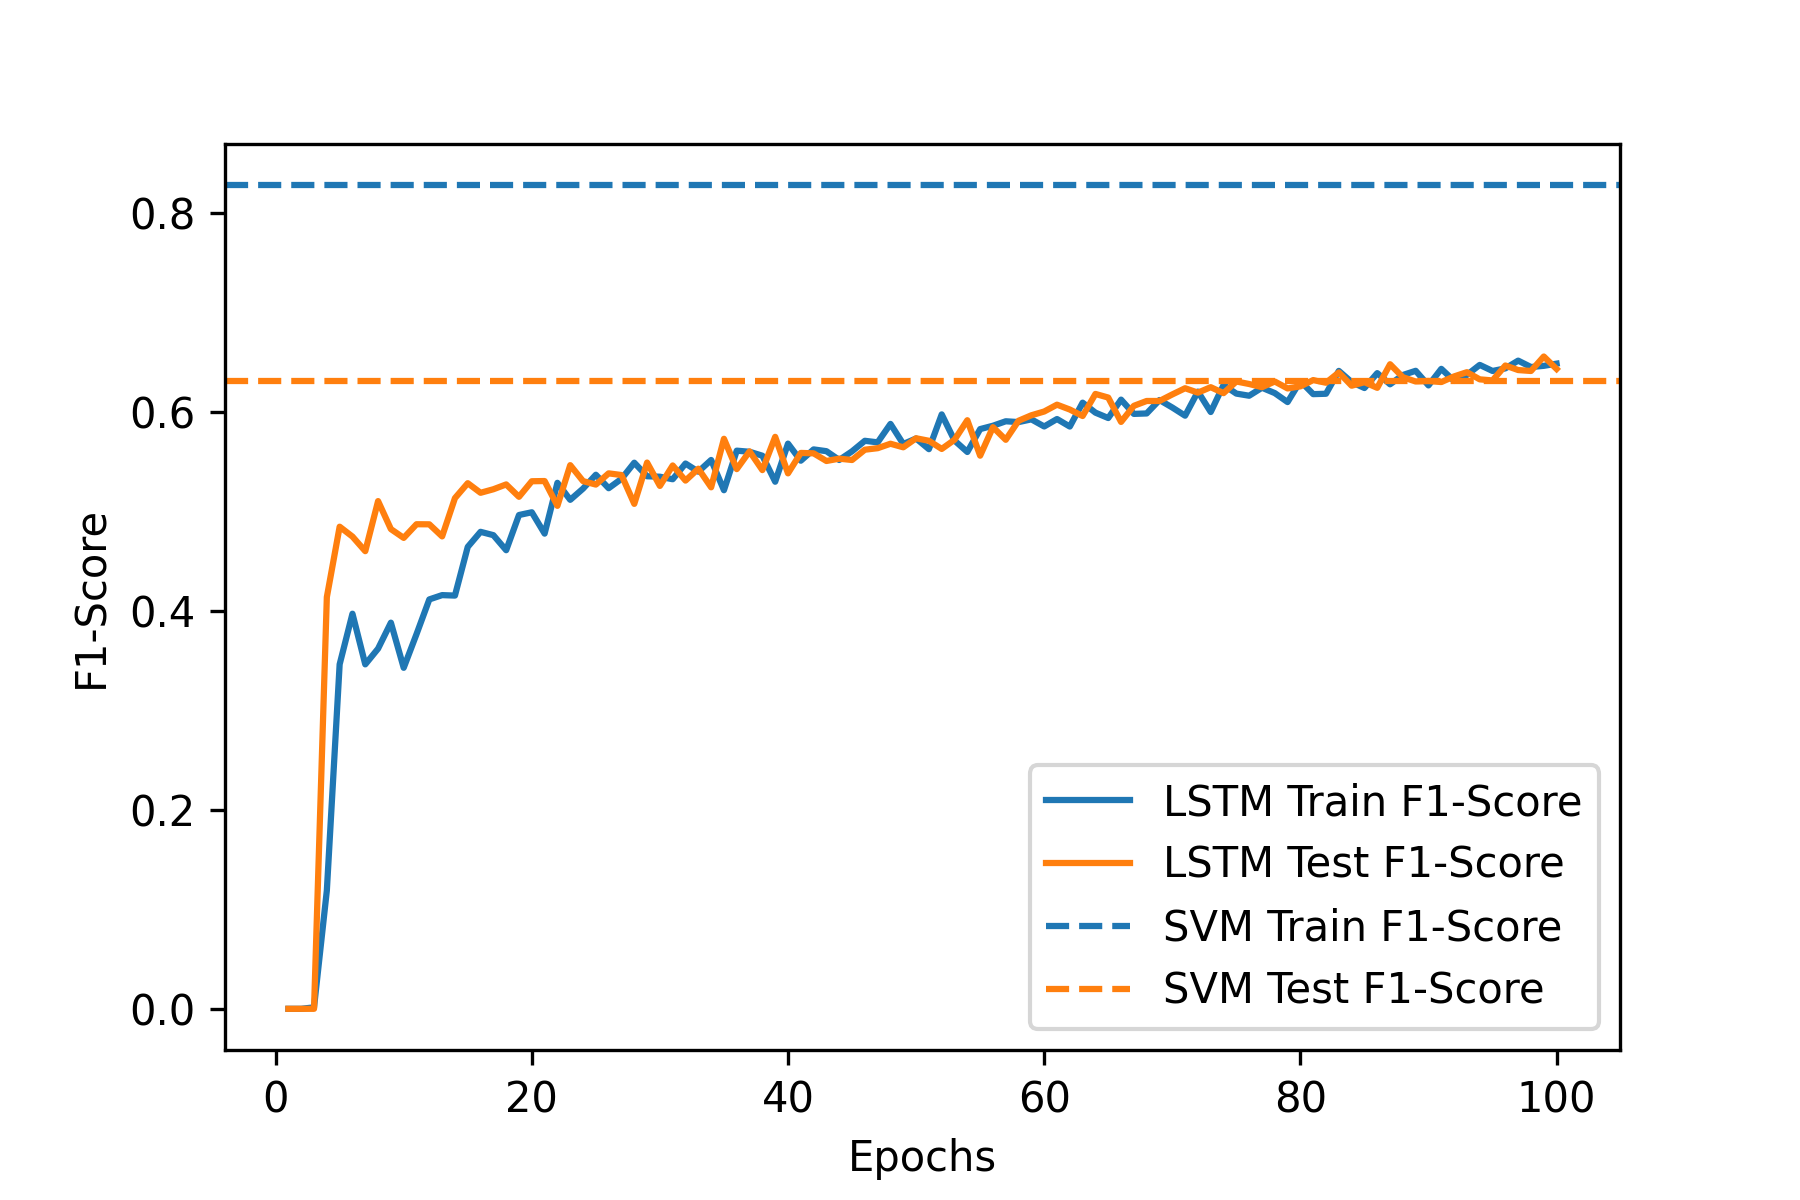 0.8
0.6
0.4
0.2
0.0
F1-Score
LSTM Train F1-Score
LSTM Test F1-Score
SVM Train F1-Score
SVM Test F1-Score
0 20 40 60 80 100
Epochs